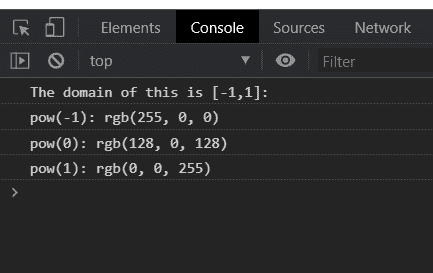 Elements Console Sources Network
top Filter
The domain of this is [-1,1]:
pow(-1): rgb(255, 0, 0)
pow(0): rgb(128, 0, 128)
pow(1): rgb(0, 0, 255)
>